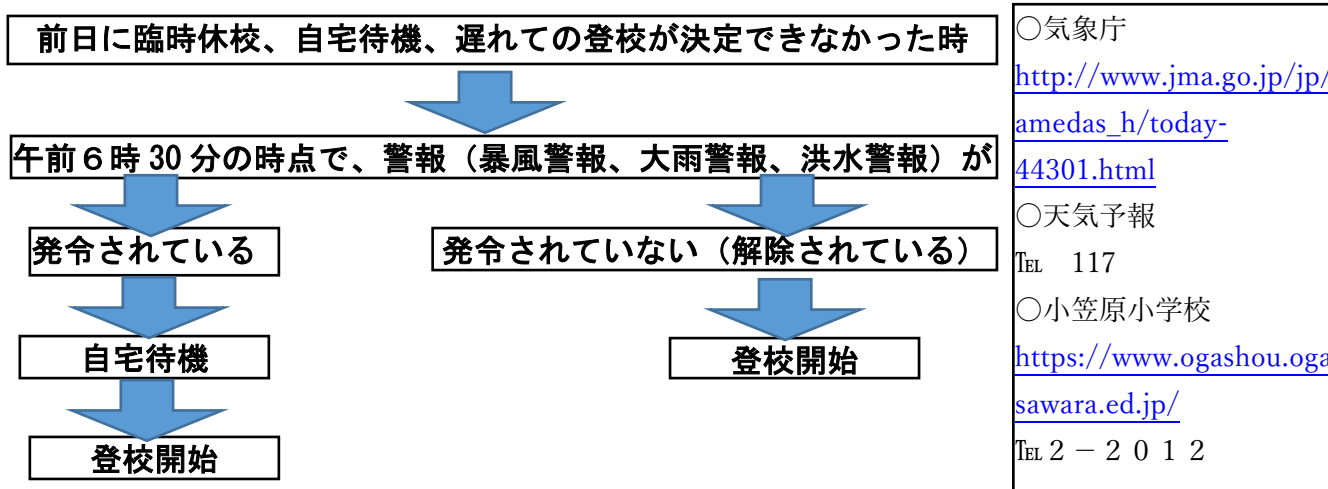 前日に臨時休校、自宅待機、遅れての登校が決定できなかった時
午前６時30分の時点で、警報（暴風警報、大雨警報、洪水警報）が
発令されている
発令されていない（解除されている）
自宅待機
登校開始
登校開始
○気象庁
http://www.jma.go.jp/jp/
amedas_h/today-
44301.html
○天気予報
℡　117
○小笠原小学校
https://www.ogashou.oga
sawara.ed.jp/
℡２－２０１２